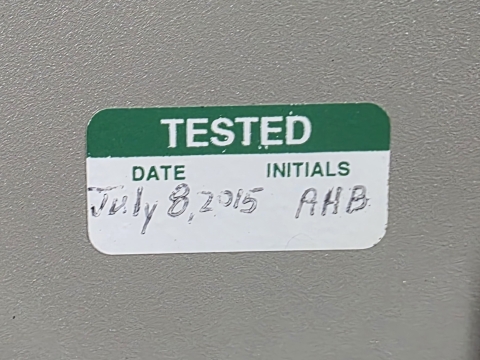 TESTED
DATE INITIALS
July 8, 2015 AHB